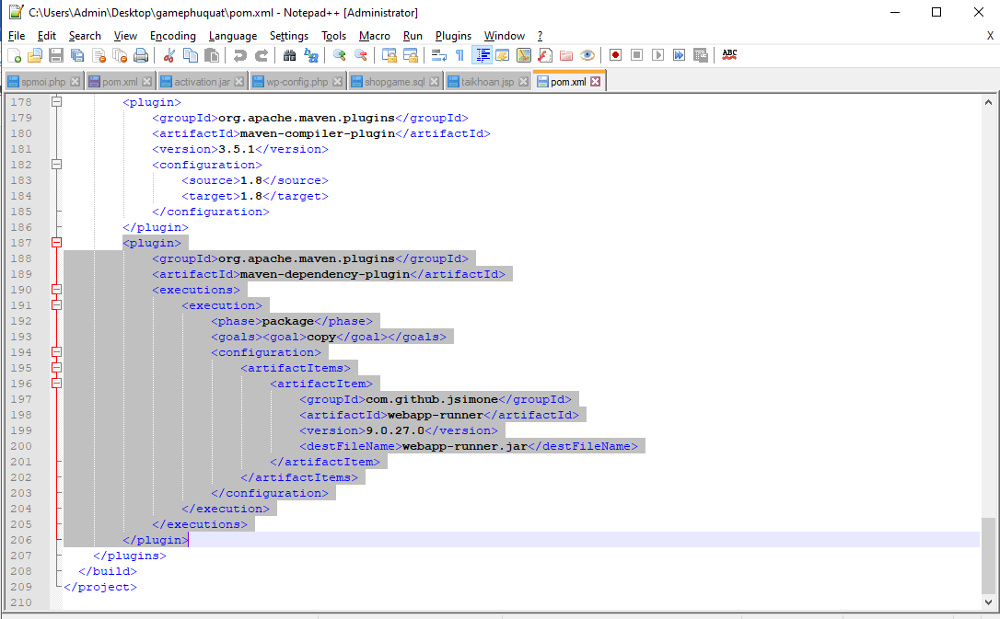 C:\Users\Admin\Desktop\gamephuquat\pom.xml - Notepad++ [Administrator]
File Edit Search View Encoding Language Settings Tools Macro Run Plugins Window ? X
ABC
spmoi.php pom.xml activation.jar wp-config.php shopgame.sql taikhoan.jsp pom.xml
178 <plugin>
179 <groupId>org.apache.maven.plugins</groupId>
180 <artifactId>maven-compiler-plugin</artifactId>
181 <version>3.5.1</version>
182 <configuration>
183 <source>1.8</source>
184 <target>1.8</target>
185 </configuration>
186 </plugin>
187 <plugin>
188 <groupId>org.apache.maven.plugins</groupId>
189 <artifactId>maven-dependency-plugin</artifactId>
190 <executions>
191 <execution>
192 <phase>package</phase>
193 <goals><goal>copy</goal></goals>
194 <configuration>
195 <artifactItems>
196 <artifactItem>
197 <groupId>com.github.jsimone</groupId>
198 <artifactId>webapp-runner</artifactId>
199 <version>9.0.27.0</version>
200 <destFileName>webapp-runner.jar</destFileName>
201 </artifactItem>
202 </artifactItems>
203 </configuration>
204 </execution>
205 </executions>
206 </plugin>
207 </plugins>
208 </build>
209 </project>
210